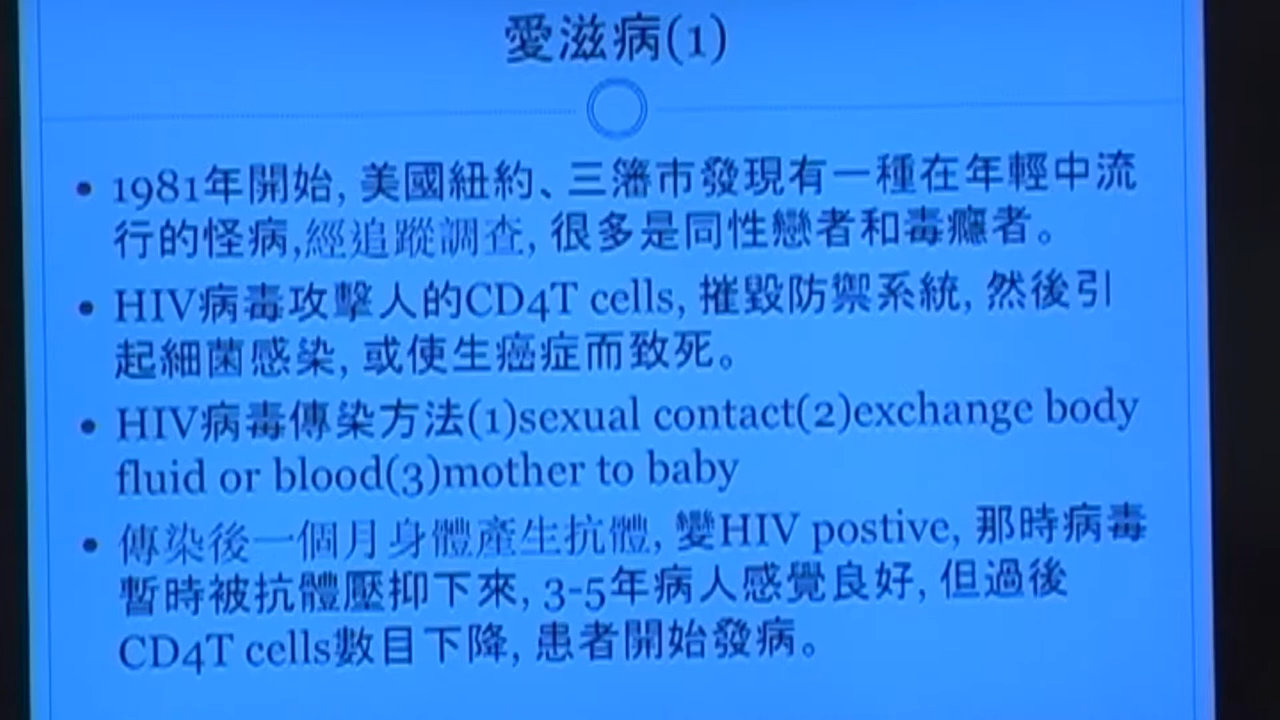 愛滋病(1)
• 1981年開始, 美國紐約、三藩市發現有一種在年輕中流
行的怪病,經追蹤調查, 很多是同性戀者和毒癮者。
• HIV病毒攻擊人的CD4T cells, 摧毀防禦系統, 然後引
起細菌感染, 或使生癌症而致死。
• HIV病毒傳染方法(1)sexual contact(2)exchange body
fluid or blood(3)mother to baby
• 傳染後一個月身體產生抗體, 變HIV postive, 那時病毒
暫時被抗體壓抑下來, 3-5年病人感覺良好, 但過後
CD4T cells數目下降, 患者開始發病。